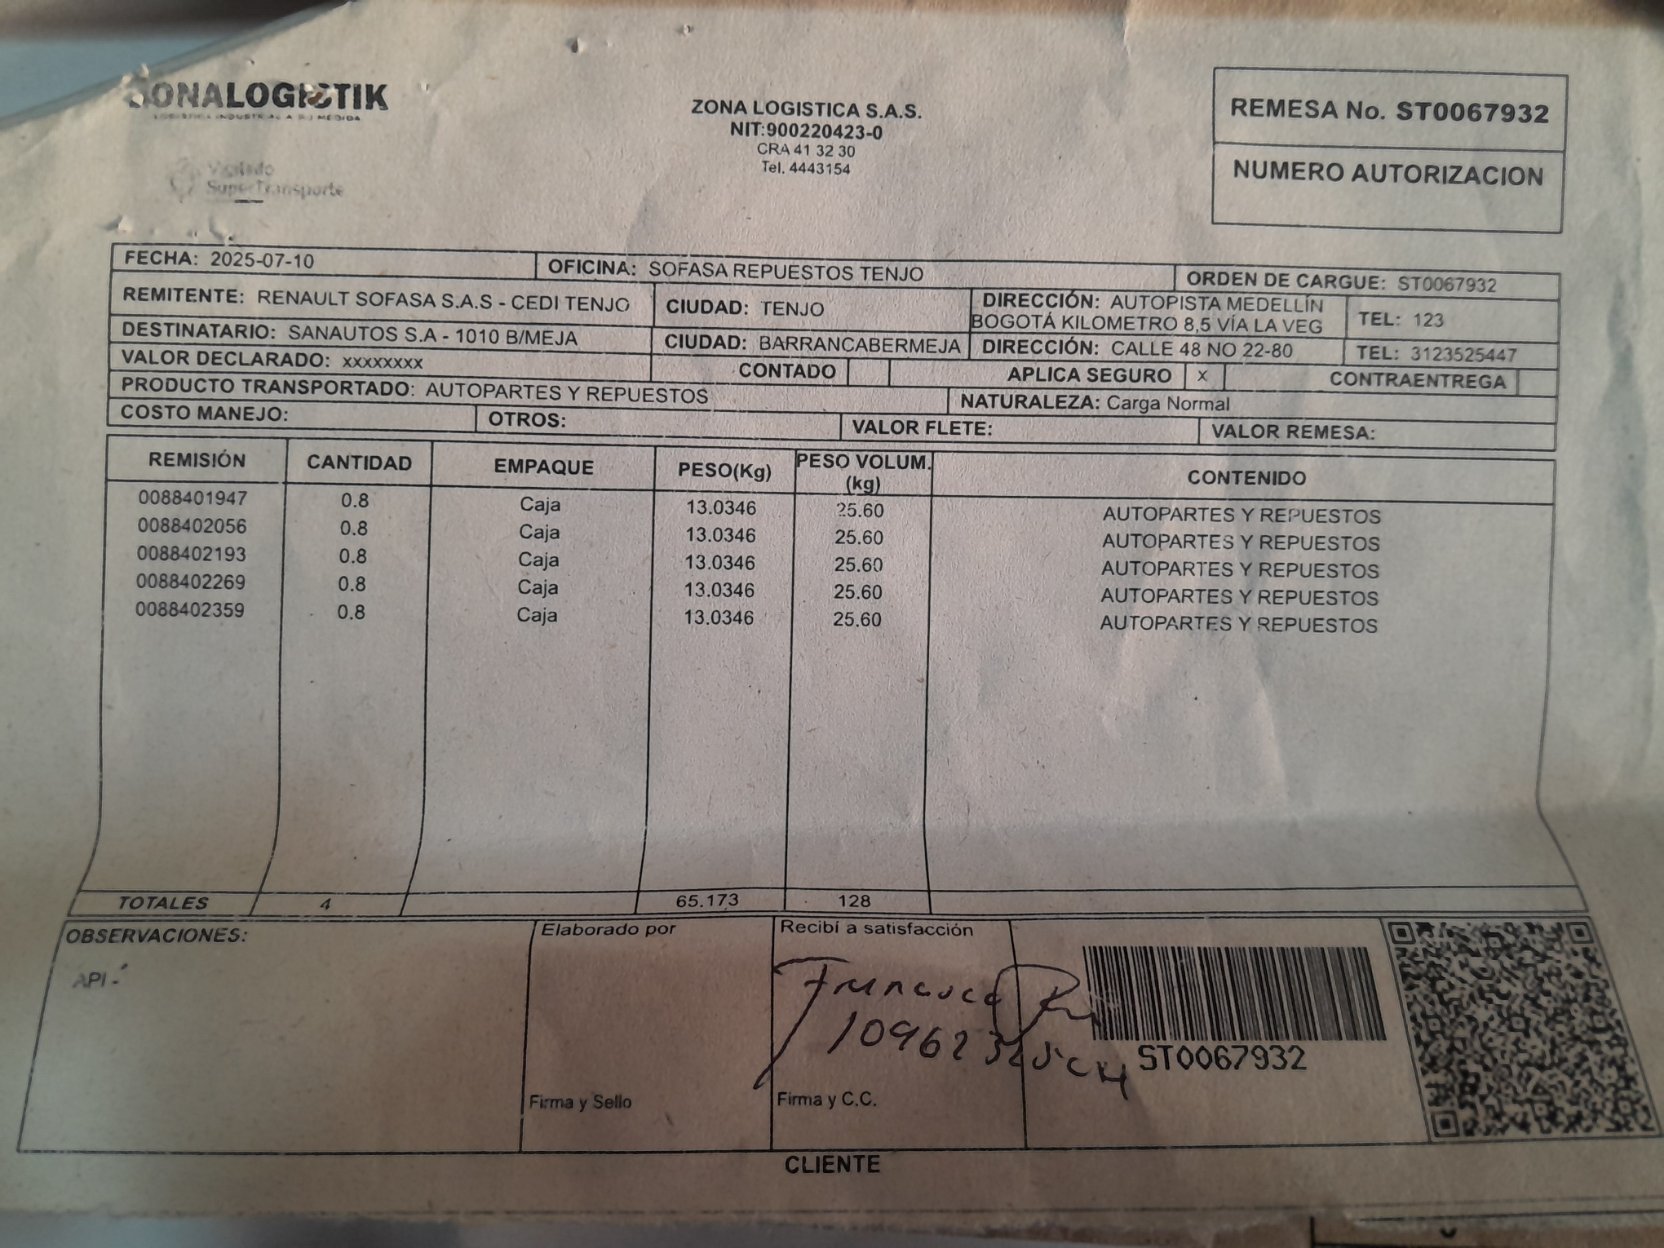 ZONALOGISTIK
LOGISTICA INDUSTRIAL A SU MEDIDA
Vigilado
SuperTransporte
ZONA LOGISTICA S.A.S.
NIT:900220423-0
CRA 41 32 30
Tel. 4443154
REMESA No. ST0067932
NUMERO AUTORIZACION
FECHA: 2025-07-10 OFICINA: SOFASA REPUESTOS TENJO ORDEN DE CARGUE: ST0067932
REMITENTE: RENAULT SOFASA S.A.S - CEDI TENJO CIUDAD: TENJO DIRECCIÓN: AUTOPISTA MEDELLÍN BOGOTÁ KILOMETRO 8,5 VÍA LA VEG TEL: 123
DESTINATARIO: SANAUTOS S.A - 1010 B/MEJA CIUDAD: BARRANCABERMEJA DIRECCIÓN: CALLE 48 NO 22-80 TEL: 3123525447
VALOR DECLARADO: xxxxxxxx CONTADO APLICA SEGURO x CONTRAENTREGA
PRODUCTO TRANSPORTADO: AUTOPARTES Y REPUESTOS NATURALEZA: Carga Normal
COSTO MANEJO: OTROS: VALOR FLETE: VALOR REMESA:
REMISIÓN CANTIDAD EMPAQUE PESO(Kg) PESO VOLUM. (kg) CONTENIDO
0088401947 0.8 Caja 13.0346 25.60 AUTOPARTES Y REPUESTOS
0088402056 0.8 Caja 13.0346 25.60 AUTOPARTES Y REPUESTOS
0088402193 0.8 Caja 13.0346 25.60 AUTOPARTES Y REPUESTOS
0088402269 0.8 Caja 13.0346 25.60 AUTOPARTES Y REPUESTOS
0088402359 0.8 Caja 13.0346 25.60 AUTOPARTES Y REPUESTOS
TOTALES 4 65.173 128
OBSERVACIONES:
API -
Elaborado por
Firma y Sello
Recibí a satisfacción
Francisco
Firma y C.C.
ST0067932
CLIENTE